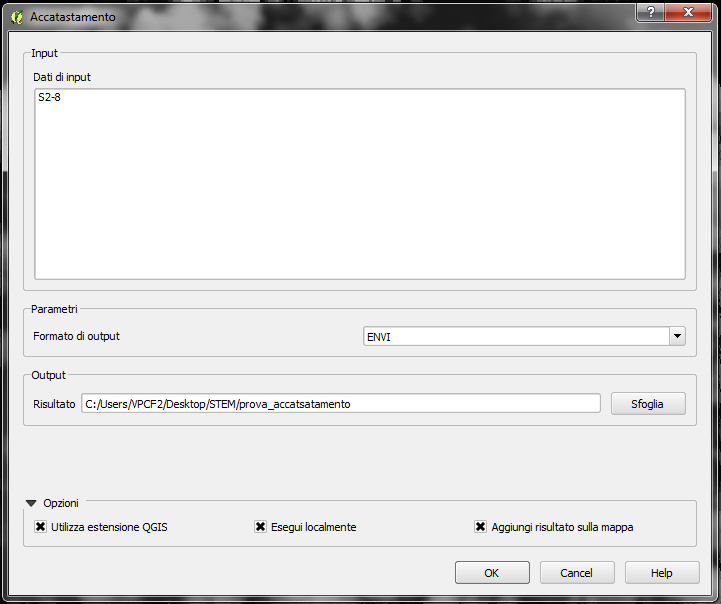 Accatastamento
?
Input
Dati di input
S2-8
Parametri
Formato di output
ENVI
Output
Risultato
C:/Users/VPCF2/Desktop/STEM/prova_accatsatamento
Sfoglia
Opzioni
Utilizza estensione QGIS
Esegui localmente
Aggiungi risultato sulla mappa
OK
Cancel
Help